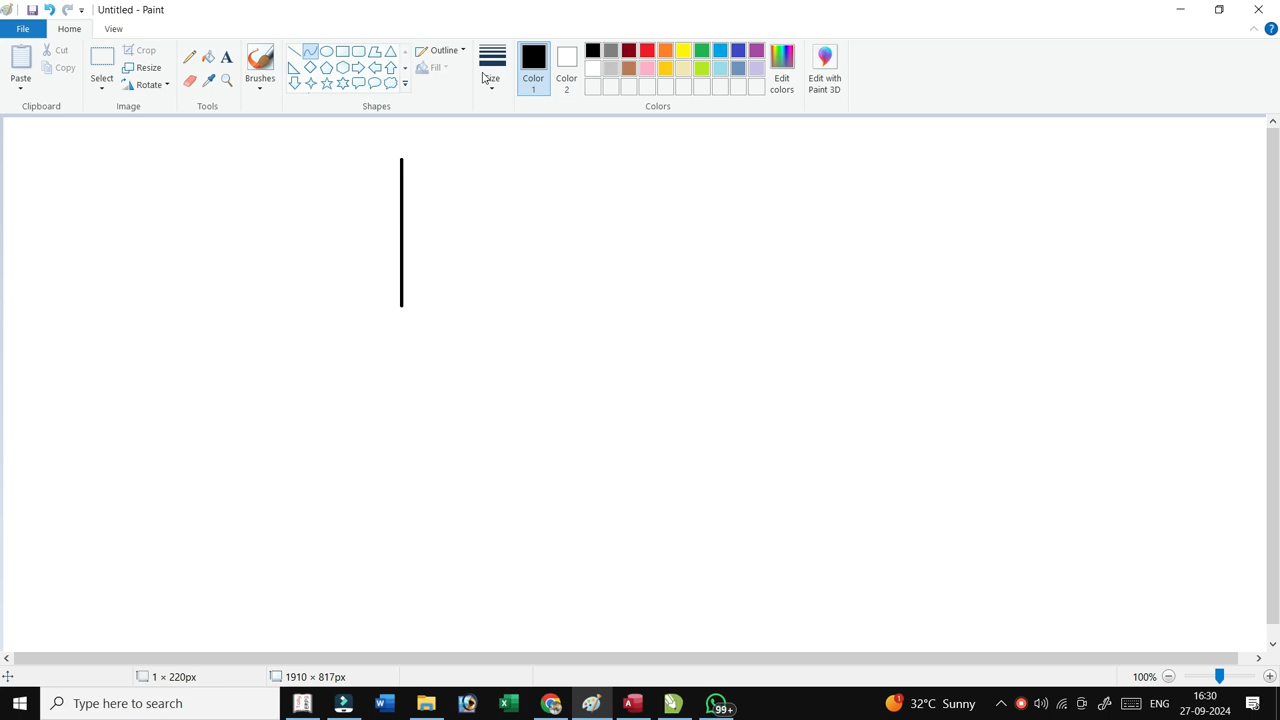 Untitled - Paint
File Home View
Paste
Cut
Copy
Clipboard
Select
Crop
Resize
Rotate
Image
A
Tools
Brushes
Shapes
Outline
Fill
Size
Color 1
Color 2
Colors
Edit colors
Edit with Paint 3D
1 × 220px
1910 × 817px
100%
Type here to search
99+
1
32°C Sunny
ENG
16:30
27-09-2024